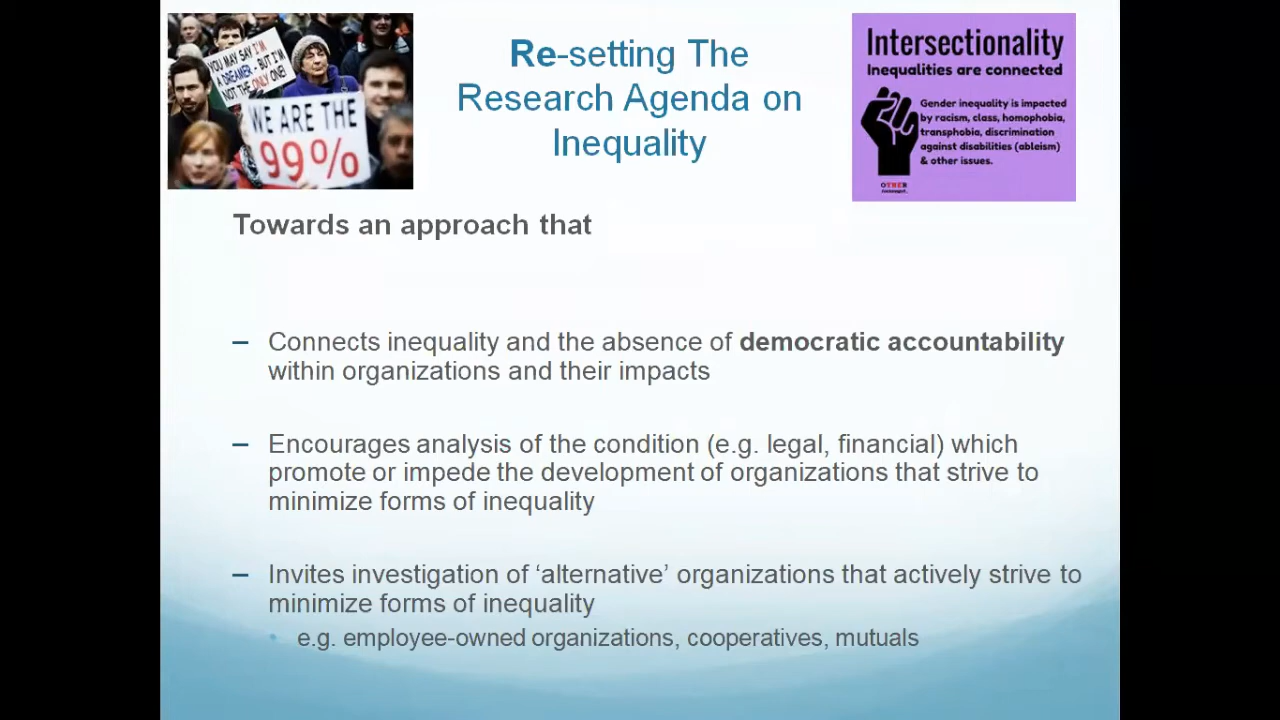 YOU MAY SAY I'M
A DREAMER - BUT I'M
NOT THE ONLY ONE!
WE ARE THE
99%
Re-setting The
Research Agenda on
Inequality
Intersectionality
Inequalities are connected
Gender inequality is impacted
by racism, class, homophobia,
transphobia, discrimination
against disabilities (ableism)
& other issues.
OTHER
Towards an approach that
– Connects inequality and the absence of democratic accountability
within organizations and their impacts
– Encourages analysis of the condition (e.g. legal, financial) which
promote or impede the development of organizations that strive to
minimize forms of inequality
– Invites investigation of ‘alternative’ organizations that actively strive to
minimize forms of inequality
• e.g. employee-owned organizations, cooperatives, mutuals